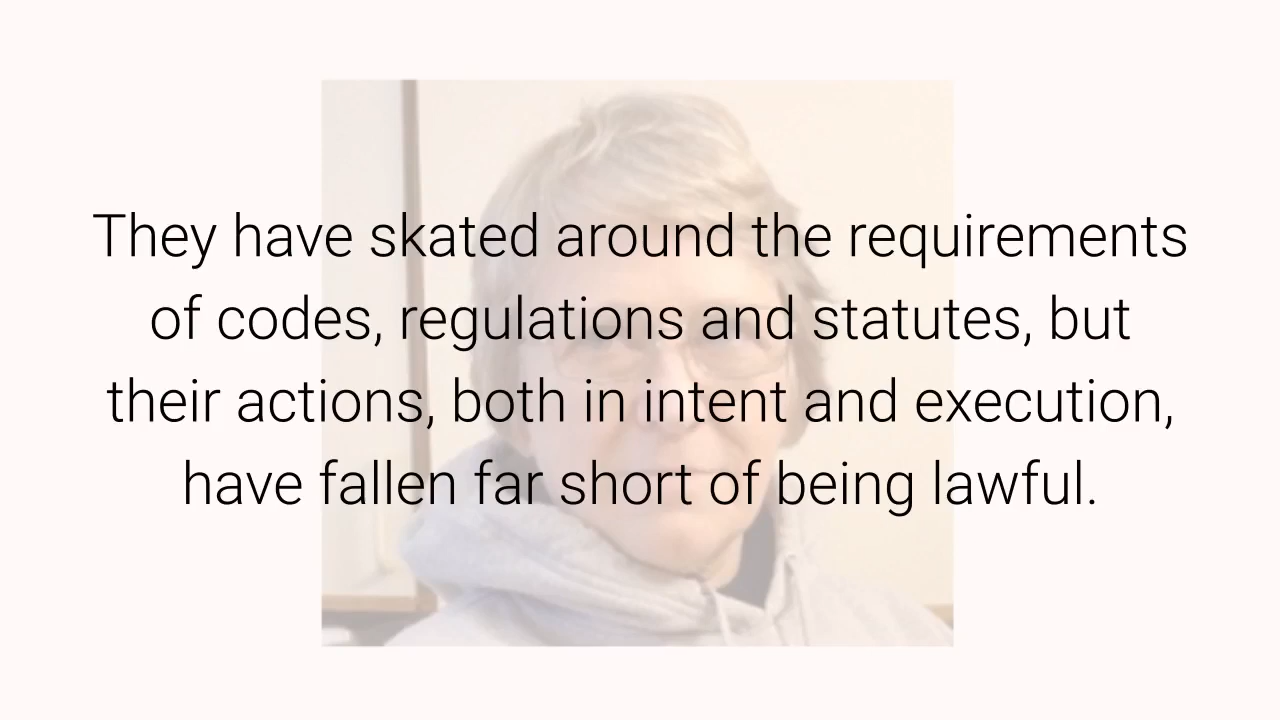 They have skated around the requirements
of codes, regulations and statutes, but
their actions, both in intent and execution,
have fallen far short of being lawful.